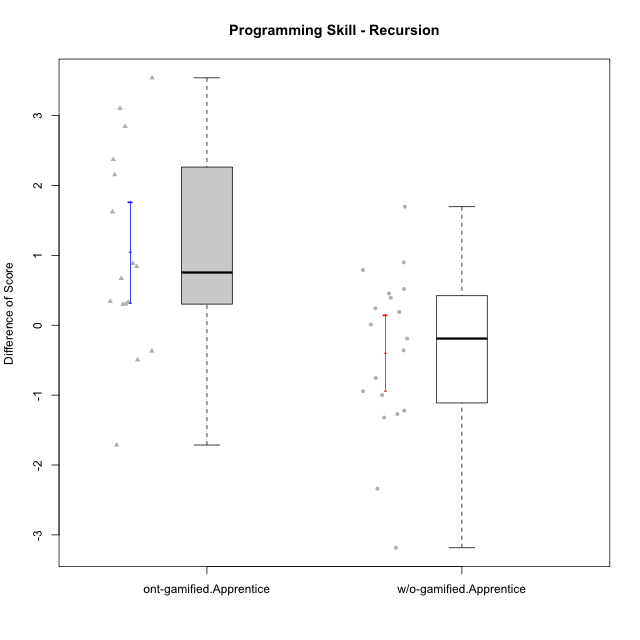 Programming Skill - Recursion
Difference of Score
3
2
1
0
-1
-2
-3
ont-gamified.Apprentice
w/o-gamified.Apprentice